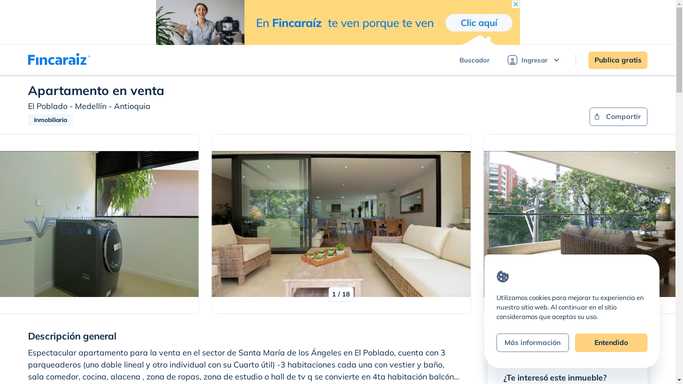 En Fincaraíz te ven porque te ven
Clic aquí
Fincaraíz
Buscador
Ingresar
Publica gratis
Apartamento en venta
El Poblado - Medellín - Antioquia
Inmobiliaria
Compartir
1 / 18
Descripción general
Espectacular apartamento para la venta en el sector de Santa María de los Ángeles en El Poblado, cuenta con 3
parqueaderos (uno doble lineal y otro individual con su Cuarto útil) -3 habitaciones cada una con vestier y baño,
sala comedor, cocina, alacena , zona de ropas, zona de estudio o hall de tv q se convierte en 4ta habitación balcón...
Utilizamos cookies para mejorar tu experiencia en
nuestro sitio web. Al continuar en el sitio
consideramos que aceptas su uso.
Más información
Entendido
¿Te interesó este inmueble?